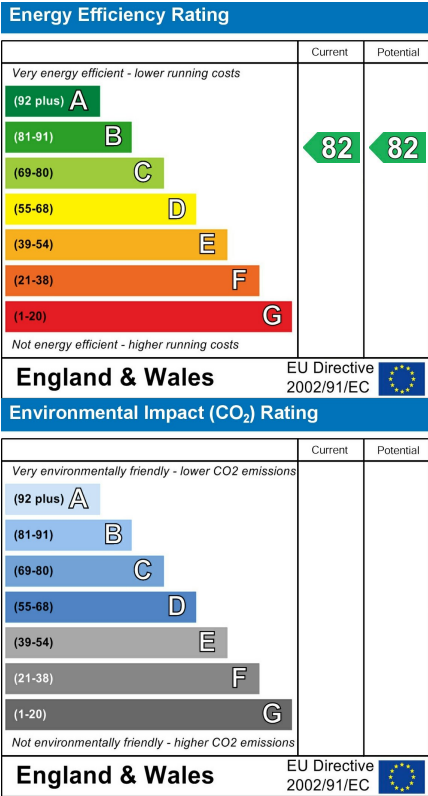 Energy Efficiency Rating
Current Potential
Very energy efficient - lower running costs
(92 plus) A
(81-91) B
82 82
(69-80) C
(55-68) D
(39-54) E
(21-38) F
(1-20) G
Not energy efficient - higher running costs
England & Wales
EU Directive
2002/91/EC
Environmental Impact (CO₂) Rating
Current Potential
Very environmentally friendly - lower CO2 emissions
(92 plus) A
(81-91) B
(69-80) C
(55-68) D
(39-54) E
(21-38) F
(1-20) G
Not environmentally friendly - higher CO2 emissions
England & Wales
EU Directive
2002/91/EC